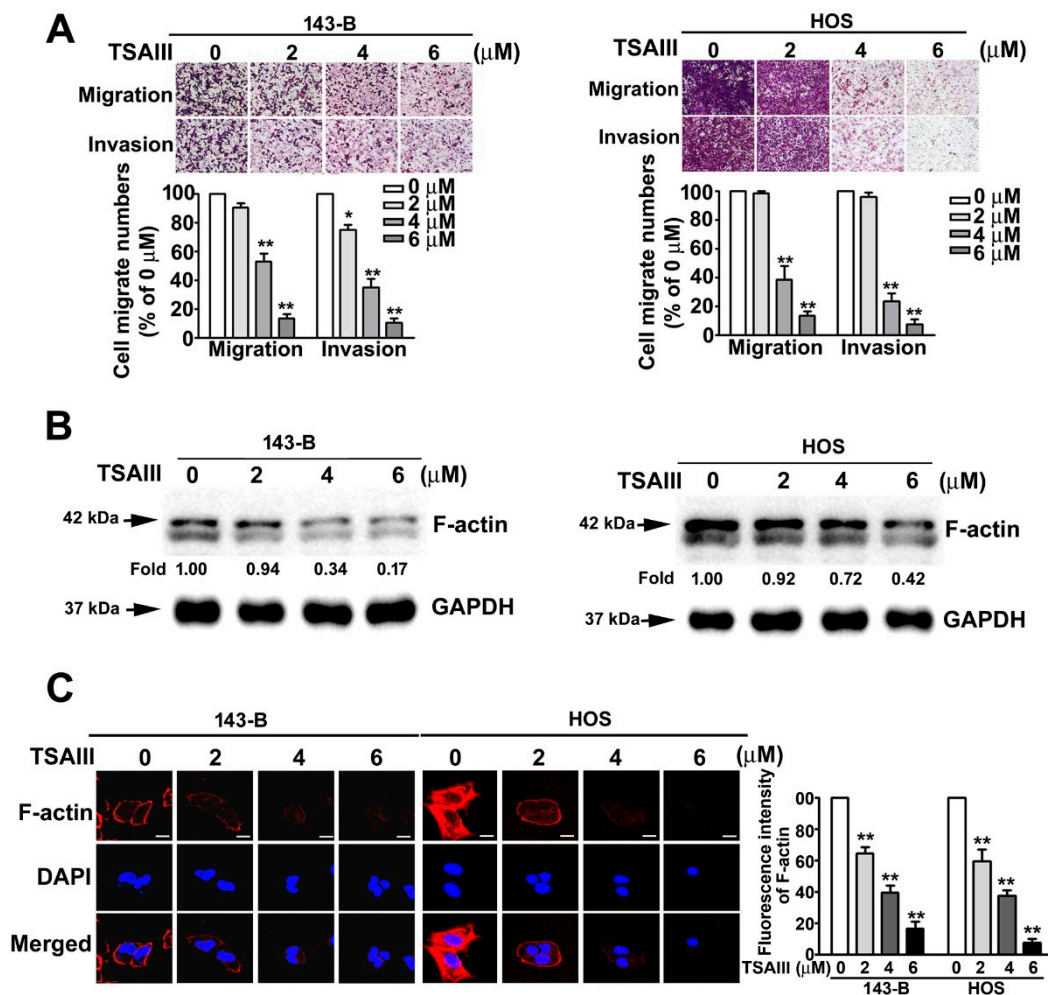 A
143-B
TSAIII 0 2 4 6 (μM)
Migration
Invasion
Cell migrate numbers
(% of 0 μM)
100
80
60
40
20
0
** ** * ** **
0 μM
2 μM
4 μM
6 μM
Migration Invasion
HOS
TSAIII 0 2 4 6 (μM)
Migration
Invasion
Cell migrate numbers
(% of 0 μM)
100
80
60
40
20
0
** ** ** **
0 μM
2 μM
4 μM
6 μM
Migration Invasion
B
143-B
TSAIII 0 2 4 6 (μM)
42 kDa F-actin
Fold 1.00 0.94 0.34 0.17
37 kDa GAPDH
HOS
TSAIII 0 2 4 6 (μM)
42 kDa F-actin
Fold 1.00 0.92 0.72 0.42
37 kDa GAPDH
C
143-B HOS
TSAIII 0 2 4 6 0 2 4 6 (μM)
F-actin
DAPI
Merged
Fluorescence intensity
of F-actin
00
80
60
40
20
0
** ** ** ** ** **
TSAIII (μM) 0 2 4 6 0 2 4 6
143-B HOS